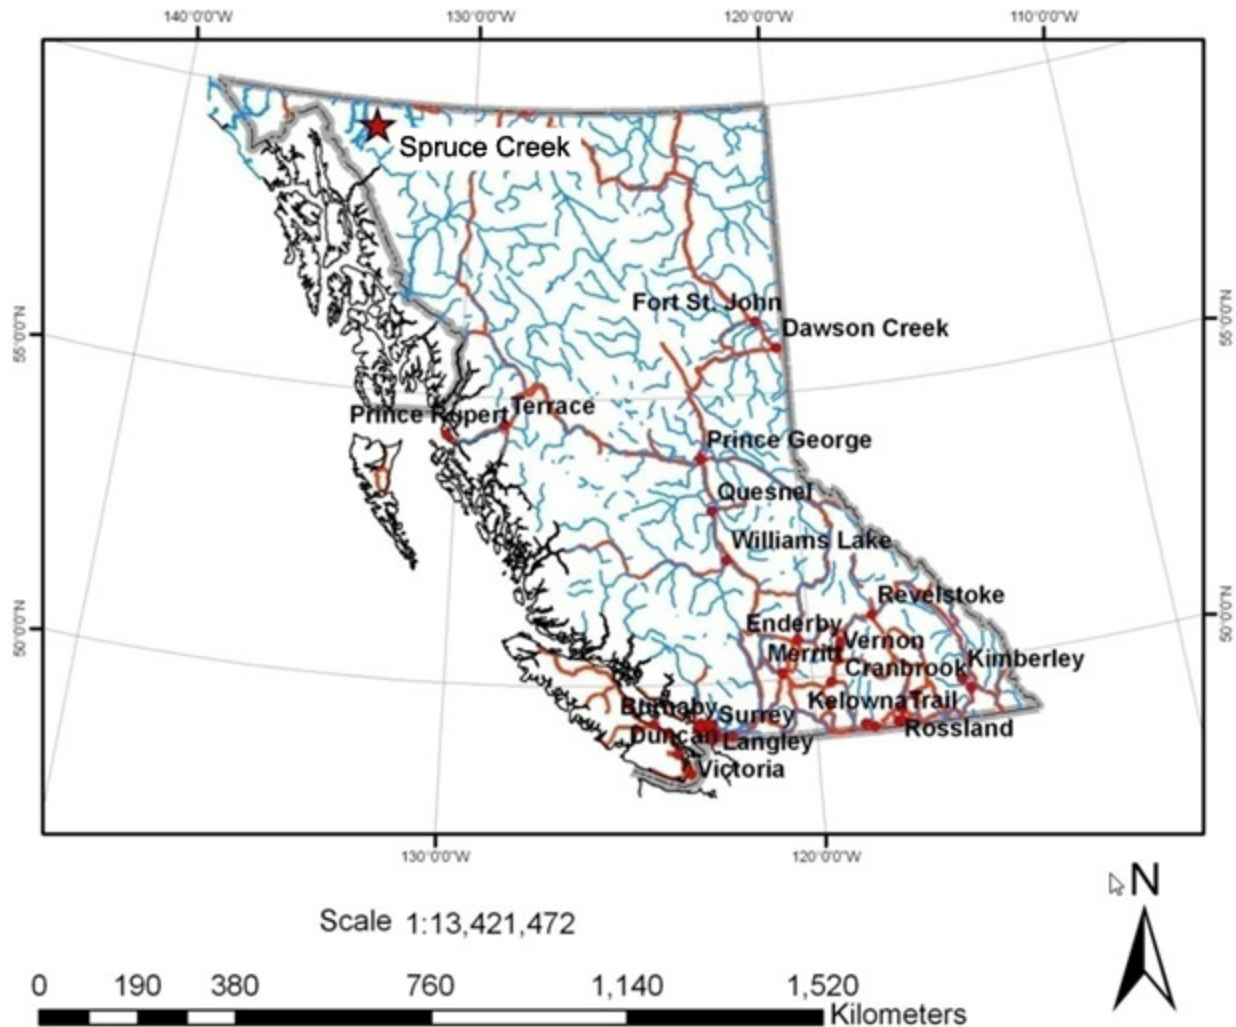 140°0'0"W 130°0'0"W 120°0'0"W 110°0'0"W
Spruce Creek
Fort St. John
55°0'0"N
55°0'0"N
Dawson Creek
Prince Rupert
Terrace
Prince George
Quesnel
Williams Lake
Revelstoke
50°0'0"N
50°0'0"N
Enderby
Vernon
Merritt
Kimberley
Cranbrook
Kelowna
Trail
Burnaby
Surrey
Rossland
Duncan
Langley
Victoria
130°0'0"W 120°0'0"W
N
Scale 1:13,421,472
0 190 380 760 1,140 1,520
Kilometers